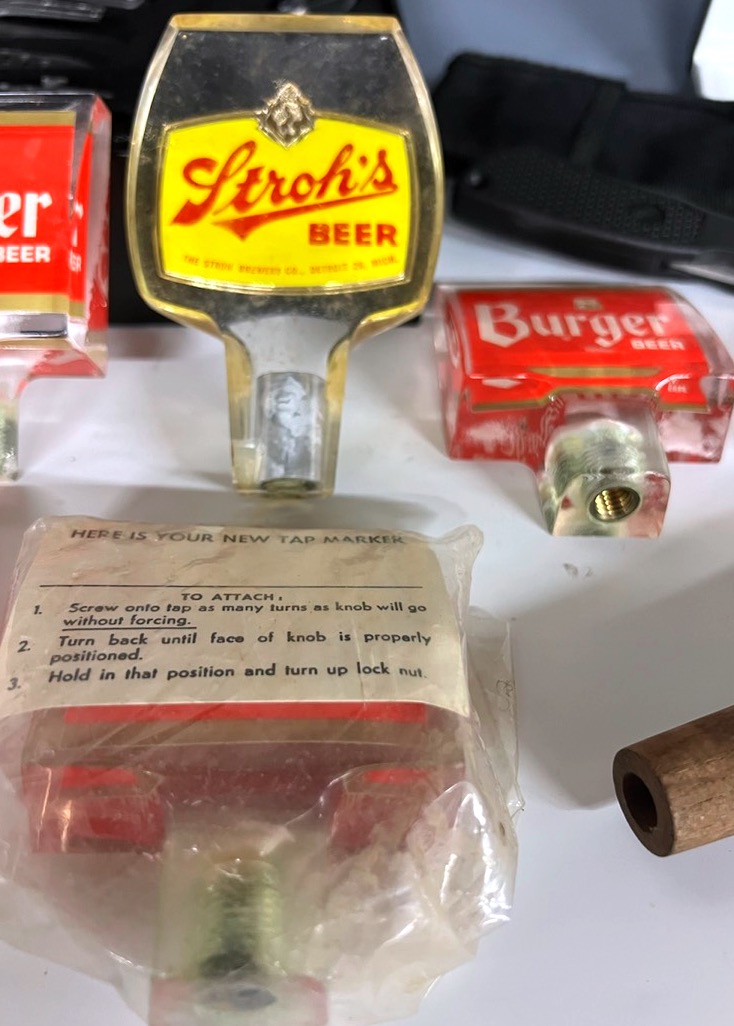 er
BEER
Stroh's
BEER
THE STROH BREWERY CO., DETROIT 26, MICH.
Burger
BEER
HERE IS YOUR NEW TAP MARKER
TO ATTACH:
1. Screw onto tap as many turns as knob will go
without forcing.
2. Turn back until face of knob is properly
positioned.
3. Hold in that position and turn up lock nut.